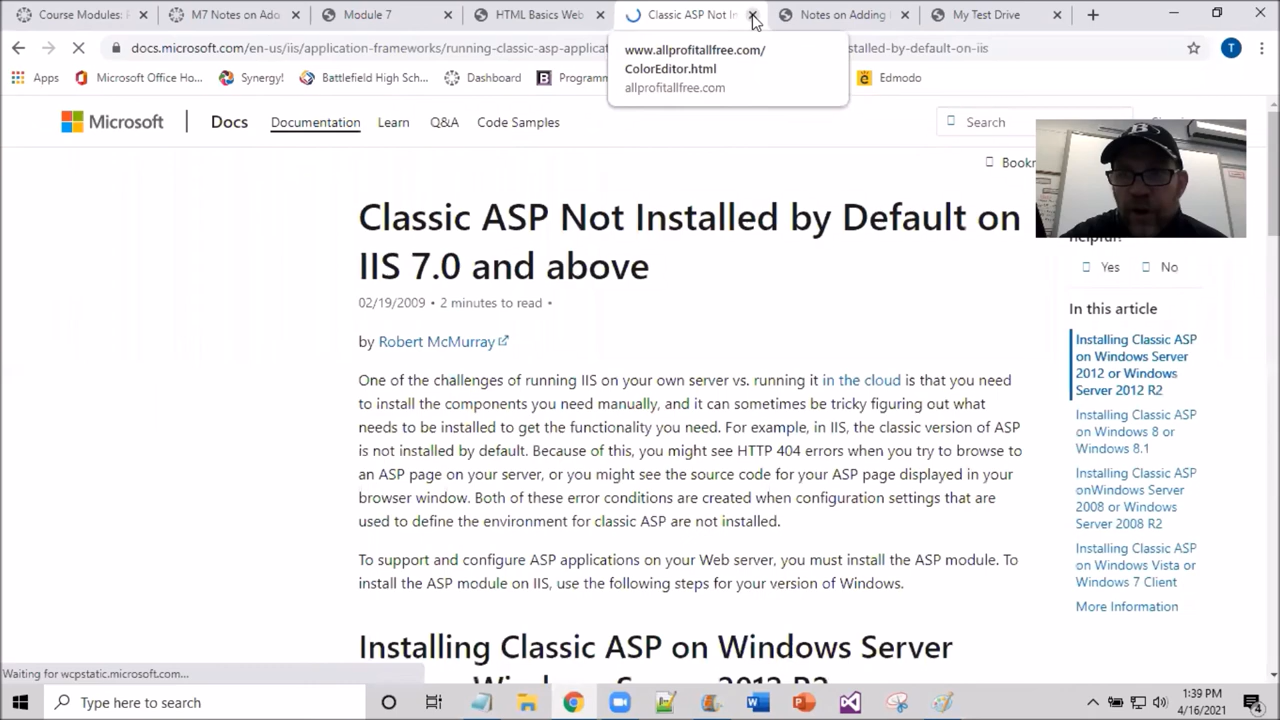 Course Modules: F
M7 Notes on Ado
Module 7
HTML Basics Web
Classic ASP Not In
Notes on Adding
My Test Drive
docs.microsoft.com/en-us/iis/application-frameworks/running-classic-asp-applicat
stalled-by-default-on-iis
T
www.allprofitallfree.com/
ColorEditor.html
allprofitallfree.com
Apps
Microsoft Office Ho...
Synergy!
Battlefield High Sch...
Dashboard
Programm
Edmodo
Microsoft
Docs
Documentation
Learn
Q&A
Code Samples
Search
Bookm
Classic ASP Not Installed by Default on
IIS 7.0 and above
02/19/2009 • 2 minutes to read •
by Robert McMurray
One of the challenges of running IIS on your own server vs. running it in the cloud is that you need
to install the components you need manually, and it can sometimes be tricky figuring out what
needs to be installed to get the functionality you need. For example, in IIS, the classic version of ASP
is not installed by default. Because of this, you might see HTTP 404 errors when you try to browse to
an ASP page on your server, or you might see the source code for your ASP page displayed in your
browser window. Both of these error conditions are created when configuration settings that are
used to define the environment for classic ASP are not installed.
To support and configure ASP applications on your Web server, you must install the ASP module. To
install the ASP module on IIS, use the following steps for your version of Windows.
Installing Classic ASP on Windows Server
helpful?
Yes
No
In this article
Installing Classic ASP
on Windows Server
2012 or Windows
Server 2012 R2
Installing Classic ASP
on Windows 8 or
Windows 8.1
Installing Classic ASP
onWindows Server
2008 or Windows
Server 2008 R2
Installing Classic ASP
on Windows Vista or
Windows 7 Client
More Information
B
Waiting for wcpstatic.microsoft.com...
Type here to search
1:39 PM
4/16/2021
4